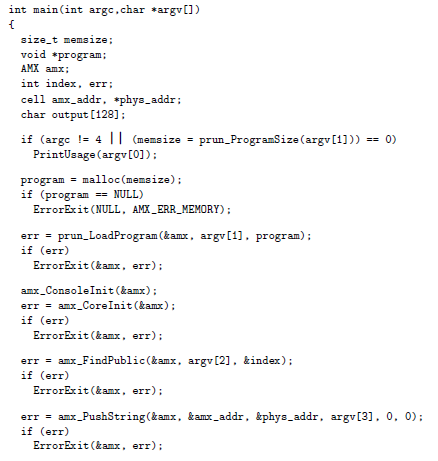 int main(int argc,char *argv[])
{
  size_t memsize;
  void *program;
  AMX amx;
  int index, err;
  cell amx_addr, *phys_addr;
  char output[128];
  if (argc != 4 || (memsize = prun_ProgramSize(argv[1])) == 0)
    PrintUsage(argv[0]);
  program = malloc(memsize);
  if (program == NULL)
    ErrorExit(NULL, AMX_ERR_MEMORY);
  err = prun_LoadProgram(&amx, argv[1], program);
  if (err)
    ErrorExit(&amx, err);
  amx_ConsoleInit(&amx);
  err = amx_CoreInit(&amx);
  if (err)
    ErrorExit(&amx, err);
  err = amx_FindPublic(&amx, argv[2], &index);
  if (err)
    ErrorExit(&amx, err);
  err = amx_PushString(&amx, &amx_addr, &phys_addr, argv[3], 0, 0);
  if (err)
    ErrorExit(&amx, err);